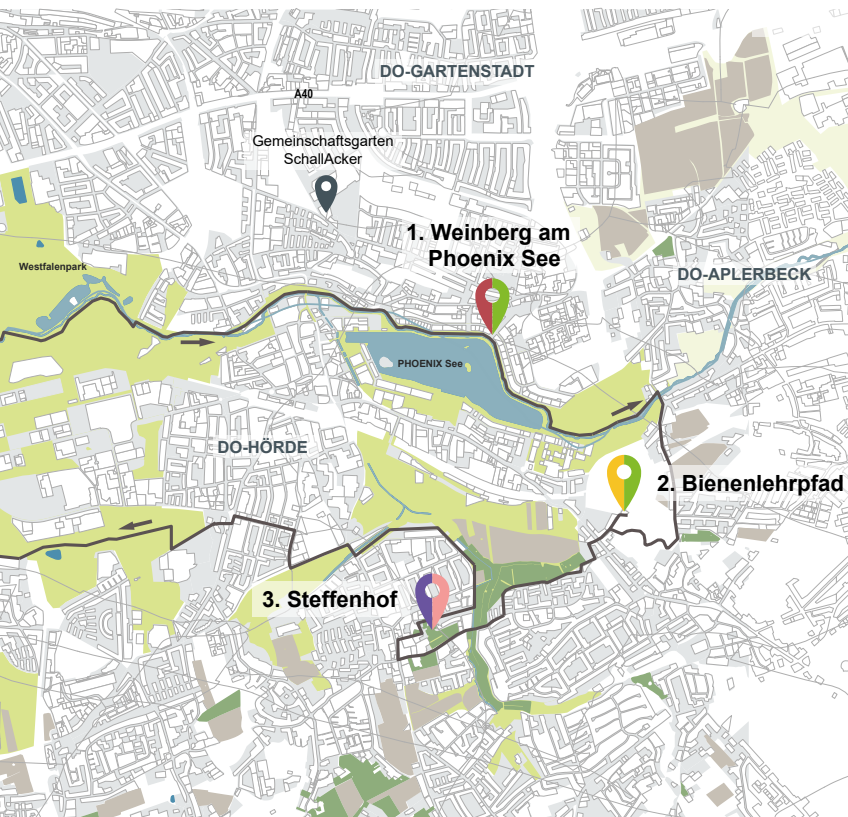 DO-GARTENSTADT
A40
Gemeinschaftsgarten
SchallAcker
1. Weinberg am
Phoenix See
Westfalenpark
DO-APLERBECK
PHOENIX See
DO-HÖRDE
2. Bienenlehrpfad
3. Steffenhof